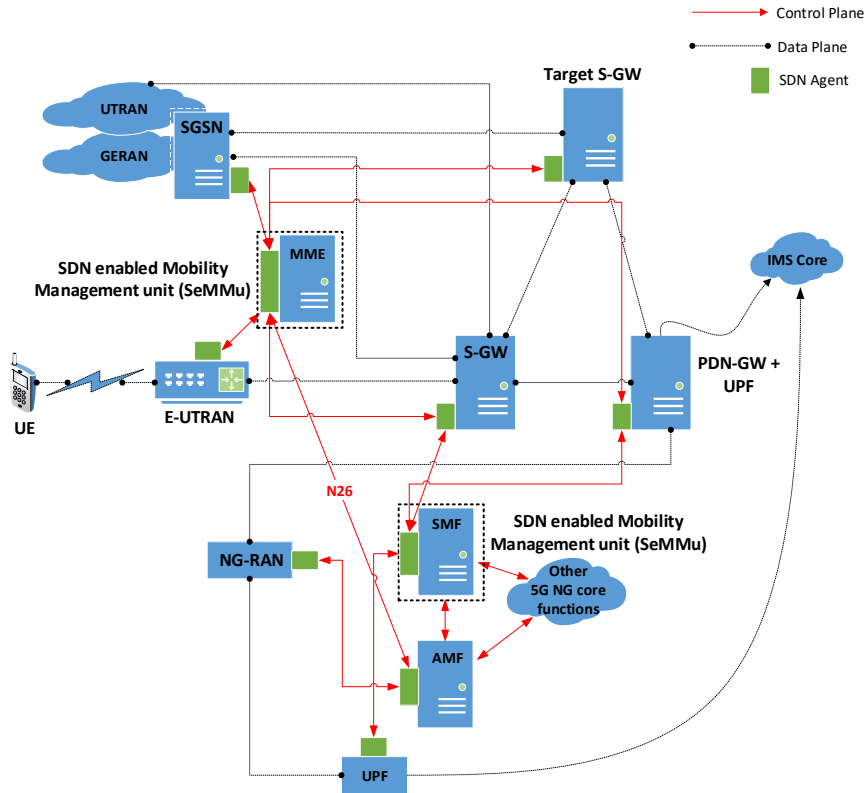 Control Plane
Data Plane
SDN Agent
Target S-GW
UTRAN
SGSN
GERAN
MME
IMS Core
SDN enabled Mobility
Management unit (SeMMu)
S-GW
PDN-GW +
UPF
UE
E-UTRAN
N26
SMF
SDN enabled Mobility
Management unit (SeMMu)
NG-RAN
Other
5G NG core
functions
AMF
UPF